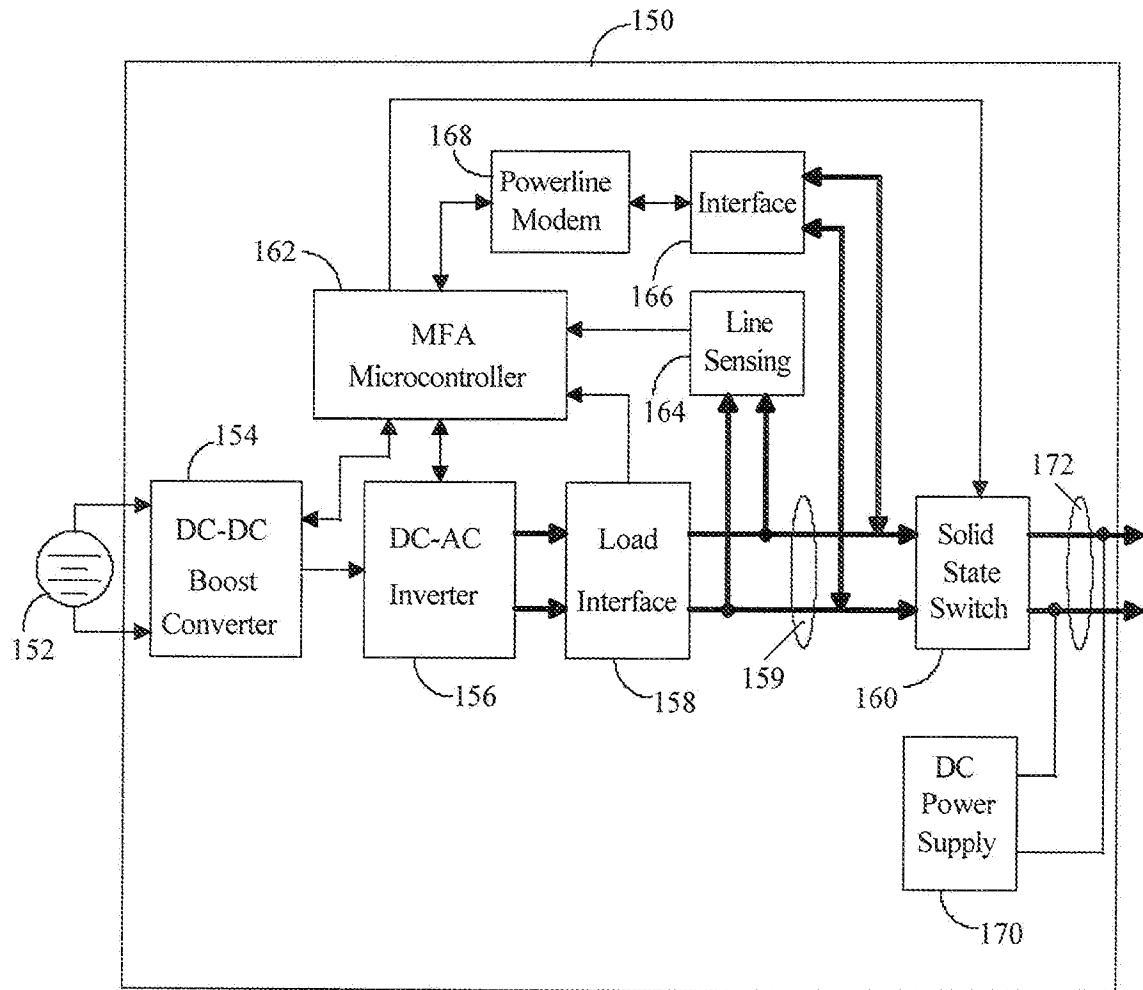 150
168
Powerline
Modem
Interface
162
166
MFA
Microcontroller
Line
Sensing
164
154
172
DC-DC
Boost
Converter
DC-AC
Inverter
Load
Interface
Solid
State
Switch
152
156
158
159
160
DC
Power
Supply
170